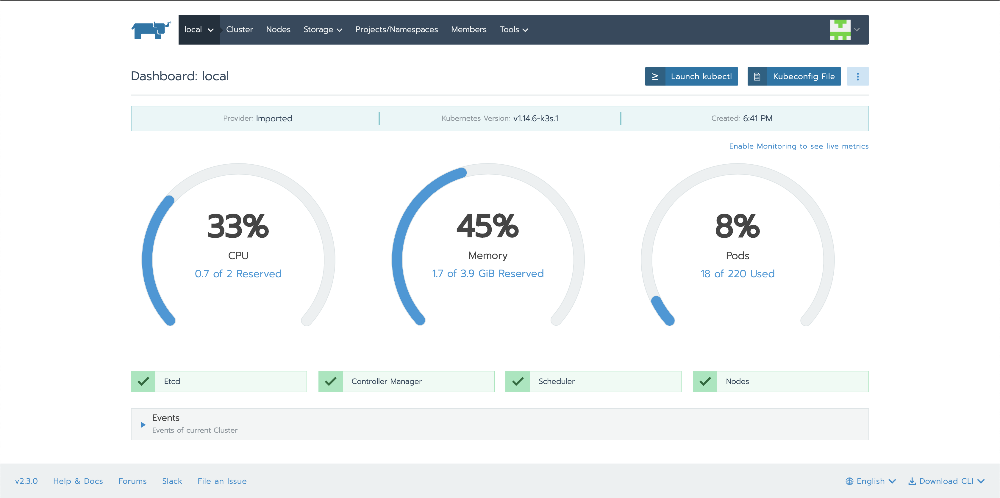 local Cluster Nodes Storage Projects/Namespaces Members Tools
Dashboard: local
Launch kubectl Kubeconfig File
Provider: Imported Kubernetes Version: v1.14.6-k3s.1 Created: 6:41 PM
Enable Monitoring to see live metrics
33%
CPU
0.7 of 2 Reserved
45%
Memory
1.7 of 3.9 GiB Reserved
8%
Pods
18 of 220 Used
Etcd Controller Manager Scheduler Nodes
Events
Events of current Cluster
v2.3.0 Help & Docs Forums Slack File an Issue English Download CLI